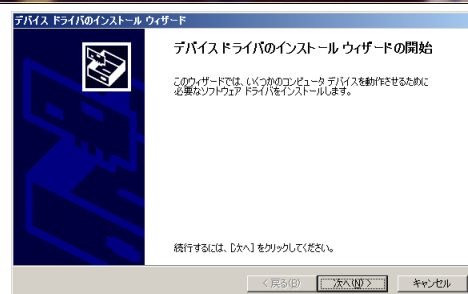 デバイス ドライバのインストール ウィザード
デバイス ドライバのインストール ウィザードの開始
このウィザードでは、いくつかのコンピュータ デバイスを動作させるために
必要なソフトウェア ドライバをインストールします。
続行するには、[次へ] をクリックしてください。
< 戻る(B) 次へ(N) > キャンセル